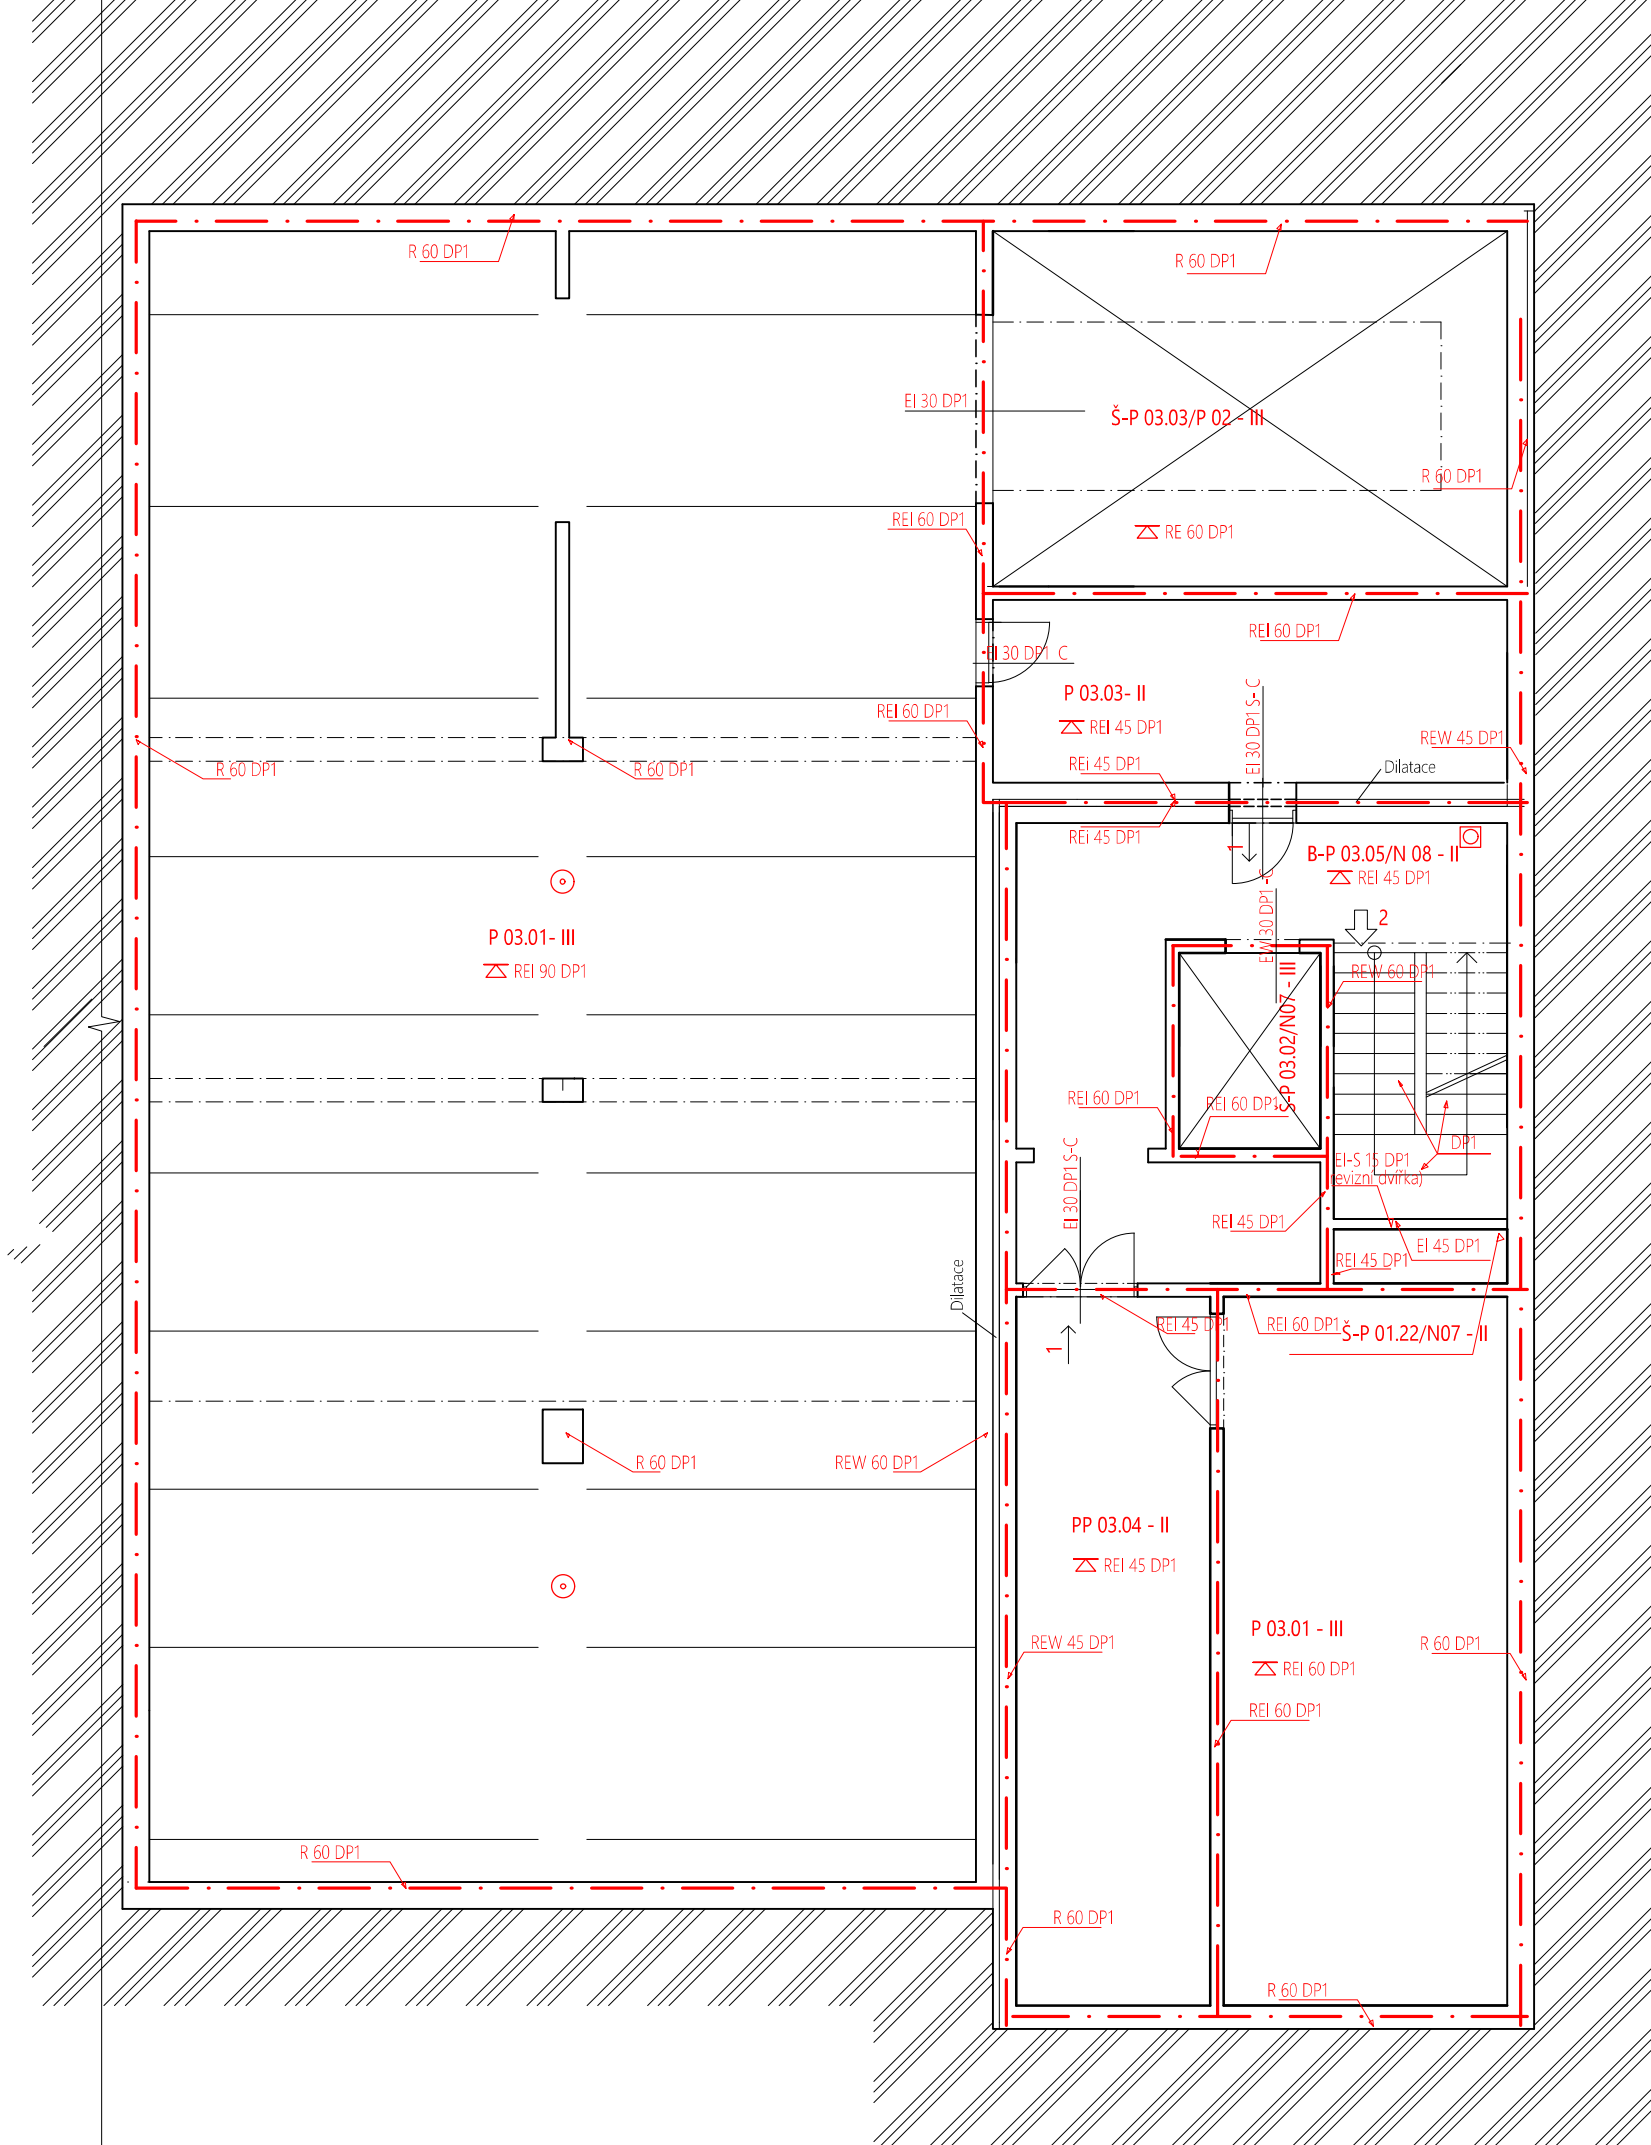 R 60 DP1
R 60 DP1
EI 30 DP1
Š-P 03.03/P 02 - III
R 60 DP1
REI 60 DP1
RE 60 DP1
REI 60 DP1
EI 30 DP1 C
P 03.03- II
REI 60 DP1
REI 45 DP1
EI 30 DP1 S- C
REW 45 DP1
R 60 DP1
R 60 DP1
REi 45 DP1
Dilatace
REi 45 DP1
1
B-P 03.05/N 08 - II
REI 45 DP1
EW 30 DP1 -C
2
P 03.01- III
REI 90 DP1
REW 60 DP1
Š-P 03.02/N07 - III
REI 60 DP1
REI 60 DP1
DP1
EI 30 DP1 S-C
EI-S 15 DP1
(revizní dvířka)
REI 45 DP1
EI 45 DP1
REI 45 DP1
Dilatace
REI 45 DP1
REI 60 DP1
Š-P 01.22/N07 - II
1
R 60 DP1
REW 60 DP1
PP 03.04 - II
REI 45 DP1
P 03.01 - III
REW 45 DP1
R 60 DP1
REI 60 DP1
REI 60 DP1
R 60 DP1
R 60 DP1
R 60 DP1